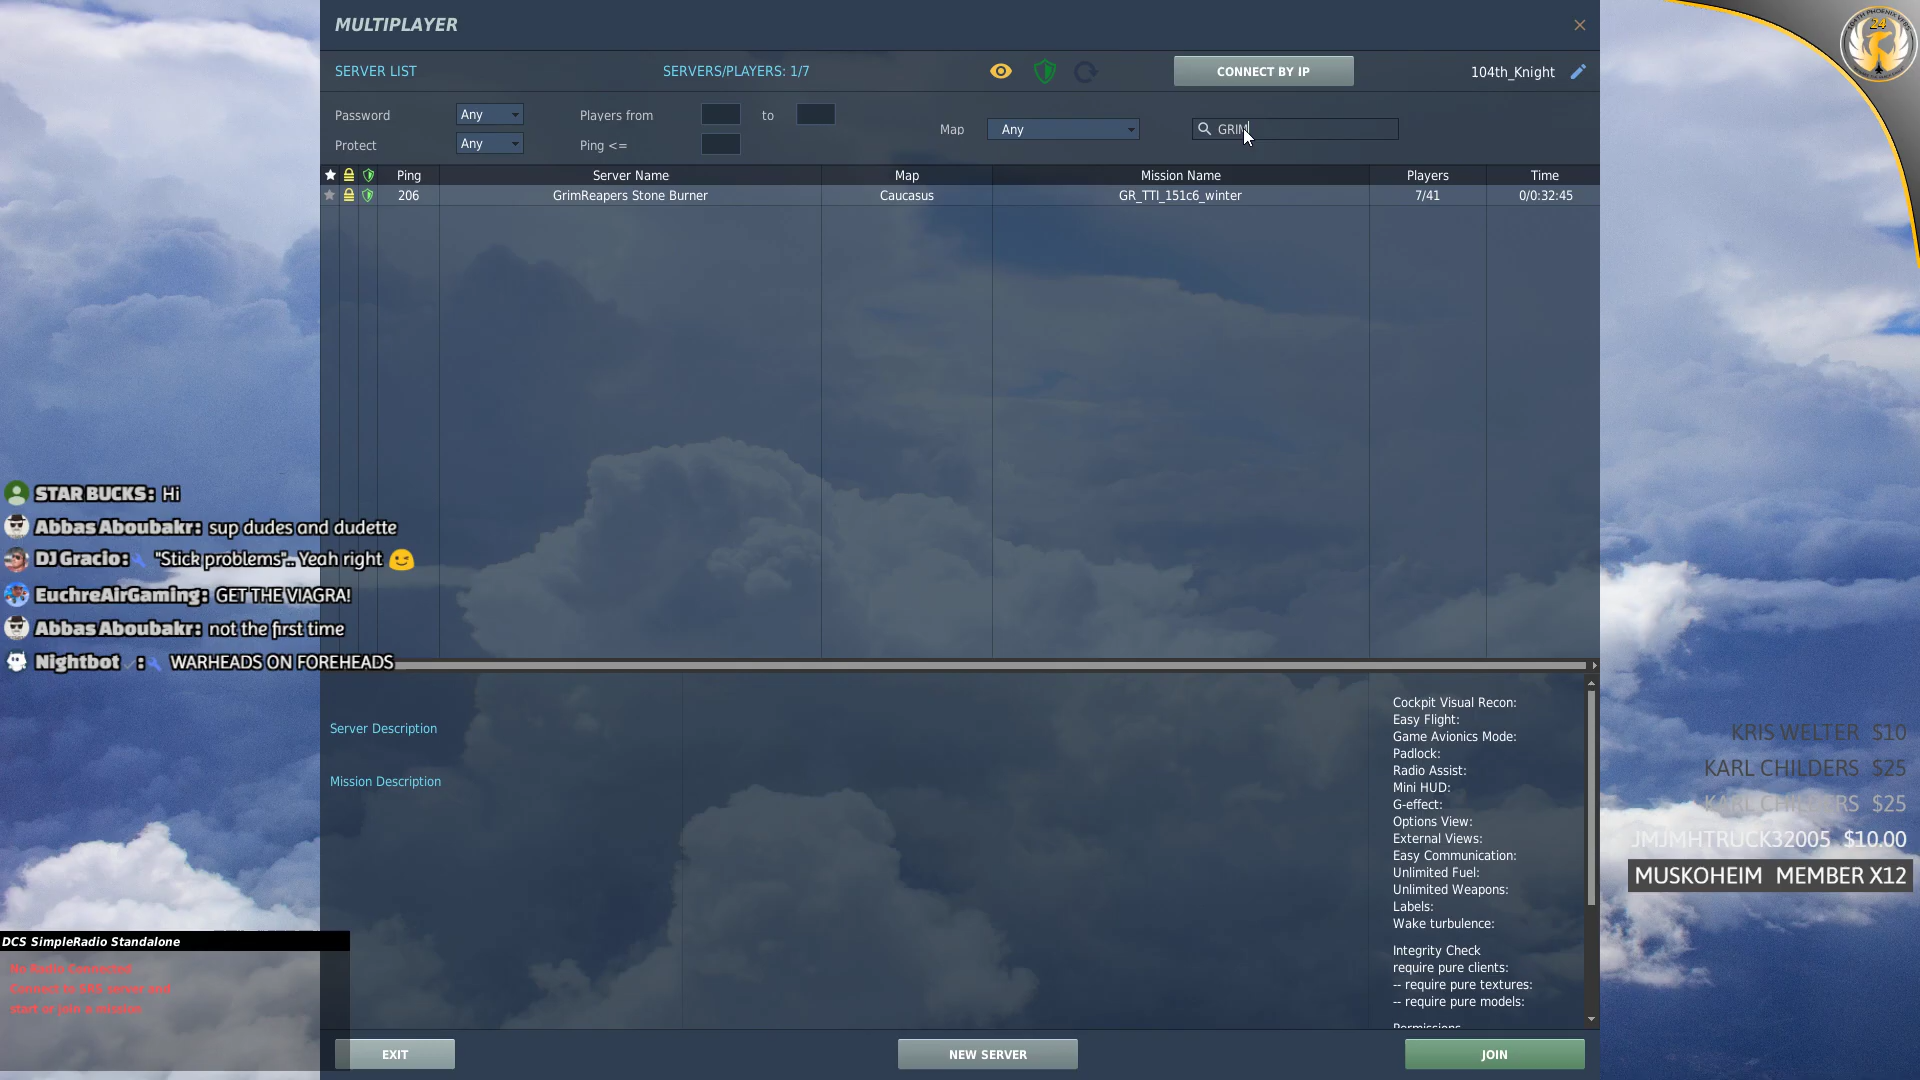 MULTIPLAYER
SERVER LIST
SERVERS/PLAYERS: 1/7
CONNECT BY IP
104th_Knight
Password Any
Players from to
Map Any
GRIM
Protect Any
Ping <=
Ping Server Name Map Mission Name Players Time
206 GrimReapers Stone Burner Caucasus GR_TTI_151c6_winter 7/41 0/0:32:45
STAR BUCKS: Hi
Abbas Aboubakr: sup dudes and dudette
DJ Gracio: "Stick problems".. Yeah right
EuchreAirGaming: GET THE VIAGRA!
Abbas Aboubakr: not the first time
Nightbot : WARHEADS ON FOREHEADS
Server Description
Mission Description
Cockpit Visual Recon:
Easy Flight:
Game Avionics Mode:
Padlock:
Radio Assist:
Mini HUD:
G-effect:
Options View:
External Views:
Easy Communication:
Unlimited Fuel:
Unlimited Weapons:
Labels:
Wake turbulence:
Integrity Check
require pure clients:
-- require pure textures:
-- require pure models:
Permissions
KRIS WELTER $10
KARL CHILDERS $25
KARL CHILDERS $25
JMJMHTRUCK32005 $10.00
MUSKOHEIM MEMBER X12
DCS SimpleRadio Standalone
No Radio Connected
Connect to SRS server and
start or join a mission
EXIT
NEW SERVER
JOIN
24